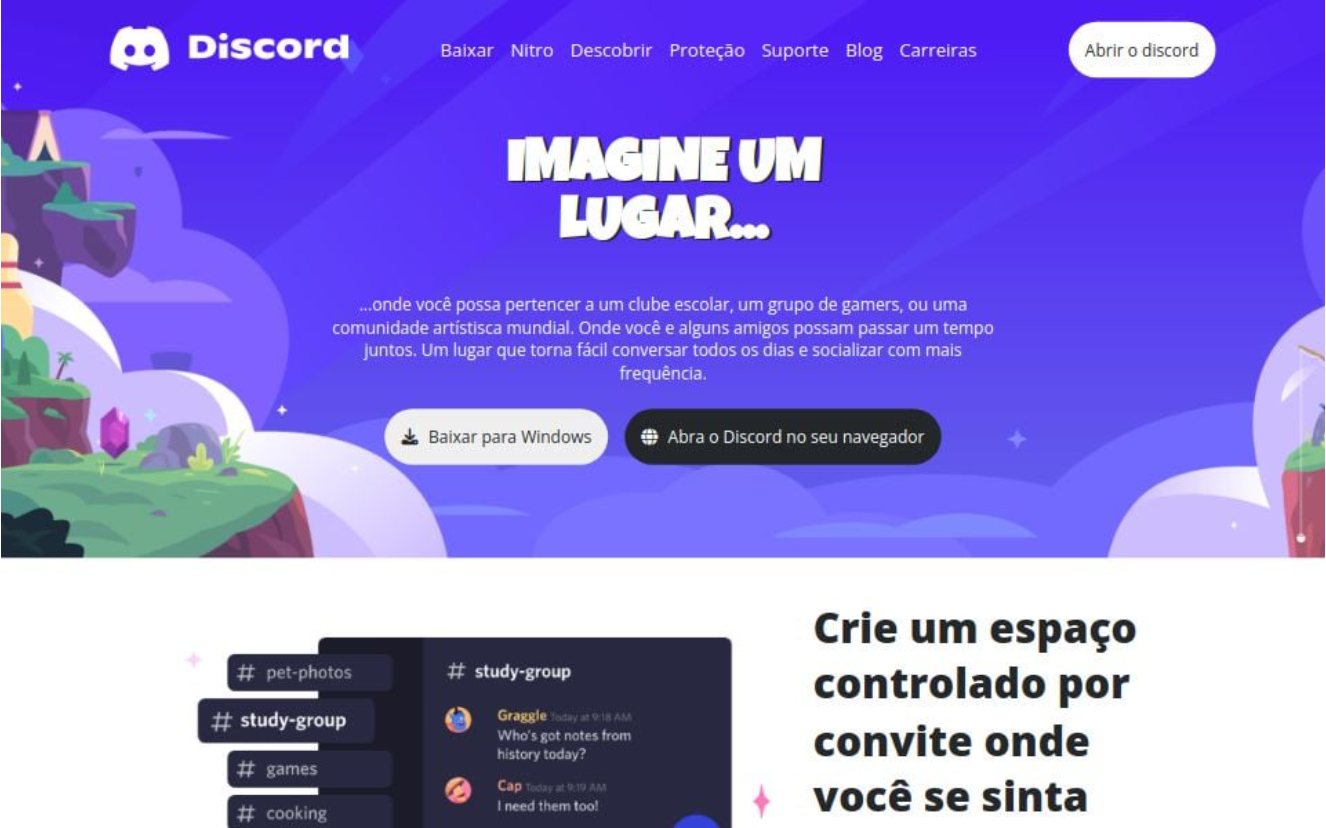 Discord
Baixar Nitro Descobrir Proteção Suporte Blog Carreiras
Abrir o discord
IMAGINE UM
LUGAR...
...onde você possa pertencer a um clube escolar, um grupo de gamers, ou uma
comunidade artístisca mundial. Onde você e alguns amigos possam passar um tempo
juntos. Um lugar que torna fácil conversar todos os dias e socializar com mais
frequência.
Baixar para Windows
Abra o Discord no seu navegador
# pet-photos
# study-group
# games
# cooking
# study-group
Graggle Today at 9:18 AM
Who's got notes from
history today?
Cap Today at 9:19 AM
I need them too!
Crie um espaço
controlado por
convite onde
você se sinta